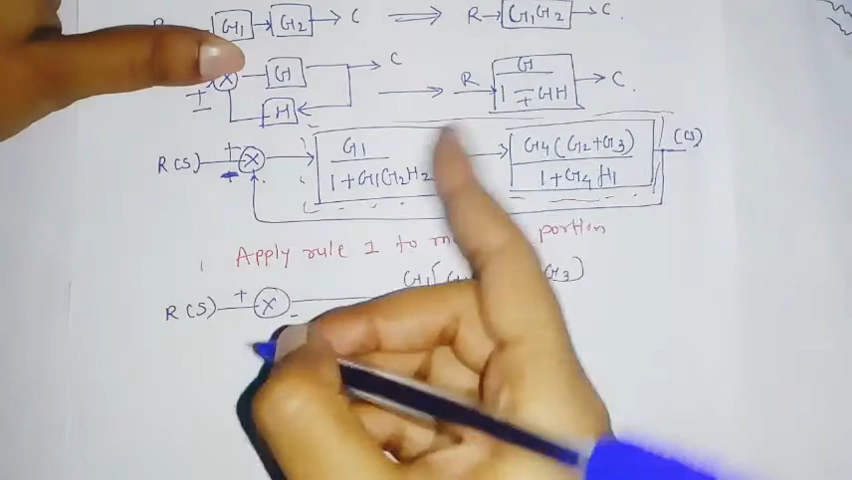 G1 G2 C R G1G2 C.
G C R G / 1∓GH C.
± H
R(S) + - G1 / 1+G1G2H2 G4(G2+G3) / 1+G4H1 C(S)
Apply rule 1 to portion
G1 G3)
R(S) + -